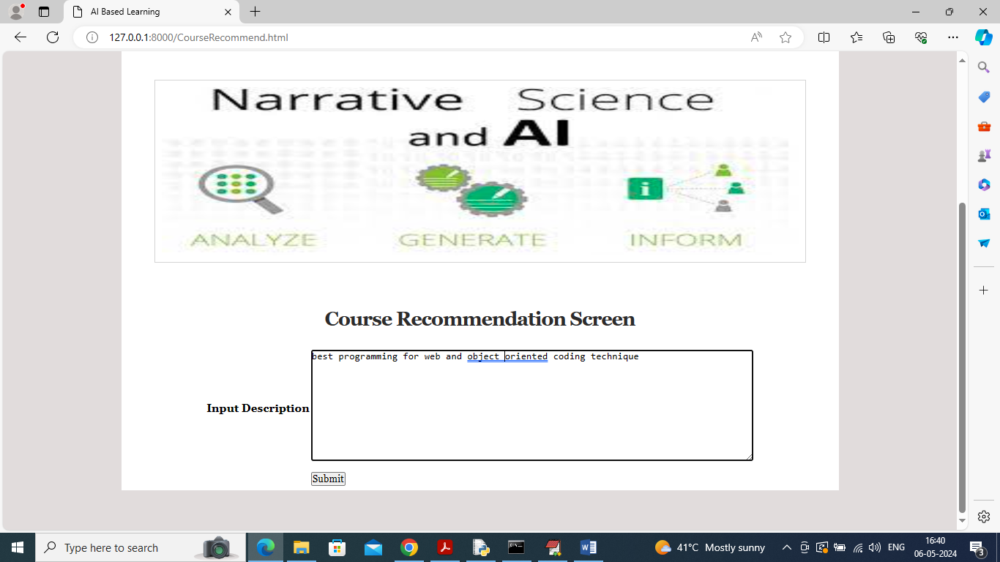 AI Based Learning
127.0.0.1:8000/CourseRecommend.html
Narrative Science
and AI
ANALYZE GENERATE INFORM
Course Recommendation Screen
best programming for web and object oriented coding technique
Input Description
Submit
Type here to search
41°C Mostly sunny
ENG
16:40
06-05-2024
3